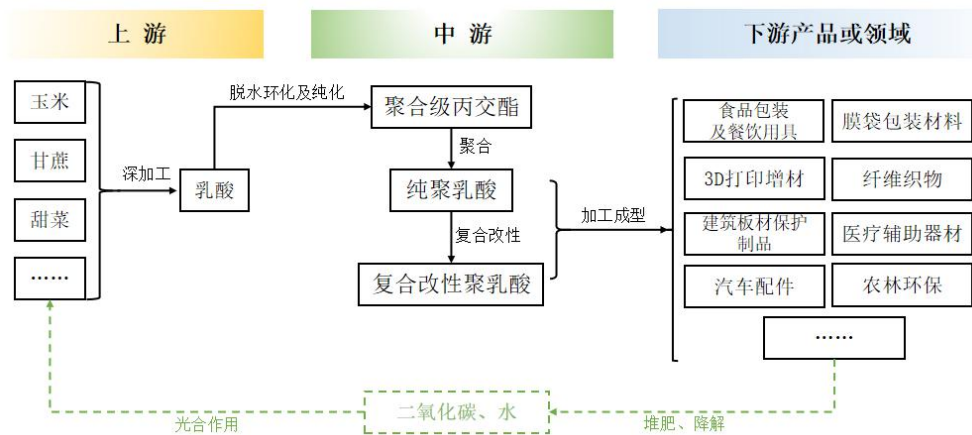 上 游
中 游
下游产品或领域
玉米
甘蔗
甜菜
······
深加工
乳酸
脱水环化及纯化
聚合级丙交酯
聚合
纯聚乳酸
复合改性
复合改性聚乳酸
加工成型
食品包装
及餐饮用具
膜袋包装材料
3D打印增材
纤维织物
建筑板材保护
制品
医疗辅助器材
汽车配件
农林环保
······
光合作用
二氧化碳、水
堆肥、降解